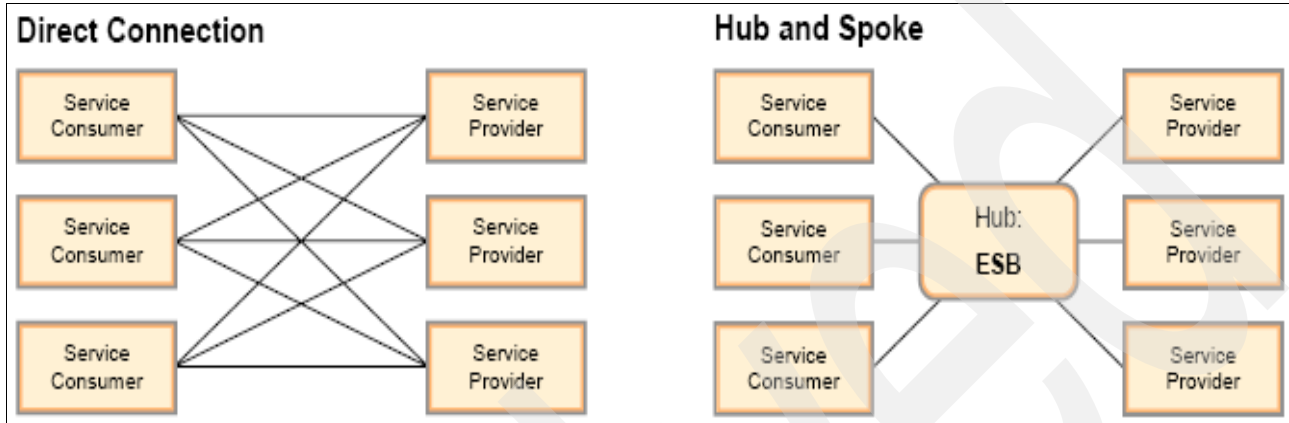 Direct Connection
Service
Consumer
Service
Provider
Service
Consumer
Service
Provider
Service
Consumer
Service
Provider
Hub and Spoke
Service
Consumer
Service
Provider
Service
Consumer
Hub:
ESB
Service
Provider
Service
Consumer
Service
Provider